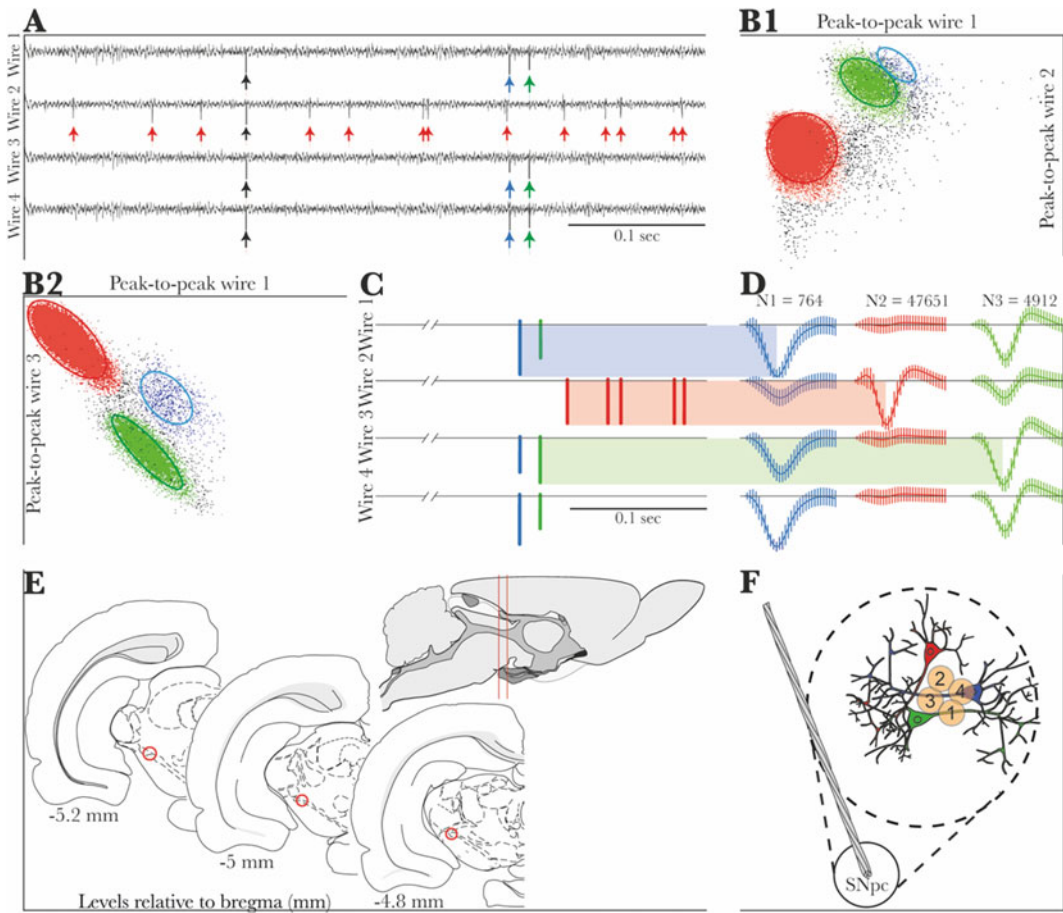 A
Wire 1
Wire 2
Wire 3
Wire 4
0.1 sec
B1
Peak-to-peak wire 1
Peak-to-peak wire 2
B2
Peak-to-peak wire 1
Peak-to-peak wire 3
C
Wire 1
Wire 2
Wire 3
Wire 4
0.1 sec
D
N1 = 764
N2 = 47651
N3 = 4912
E
-5.2 mm
-5 mm
-4.8 mm
Levels relative to bregma (mm)
F
2
4
3
1
SNpc